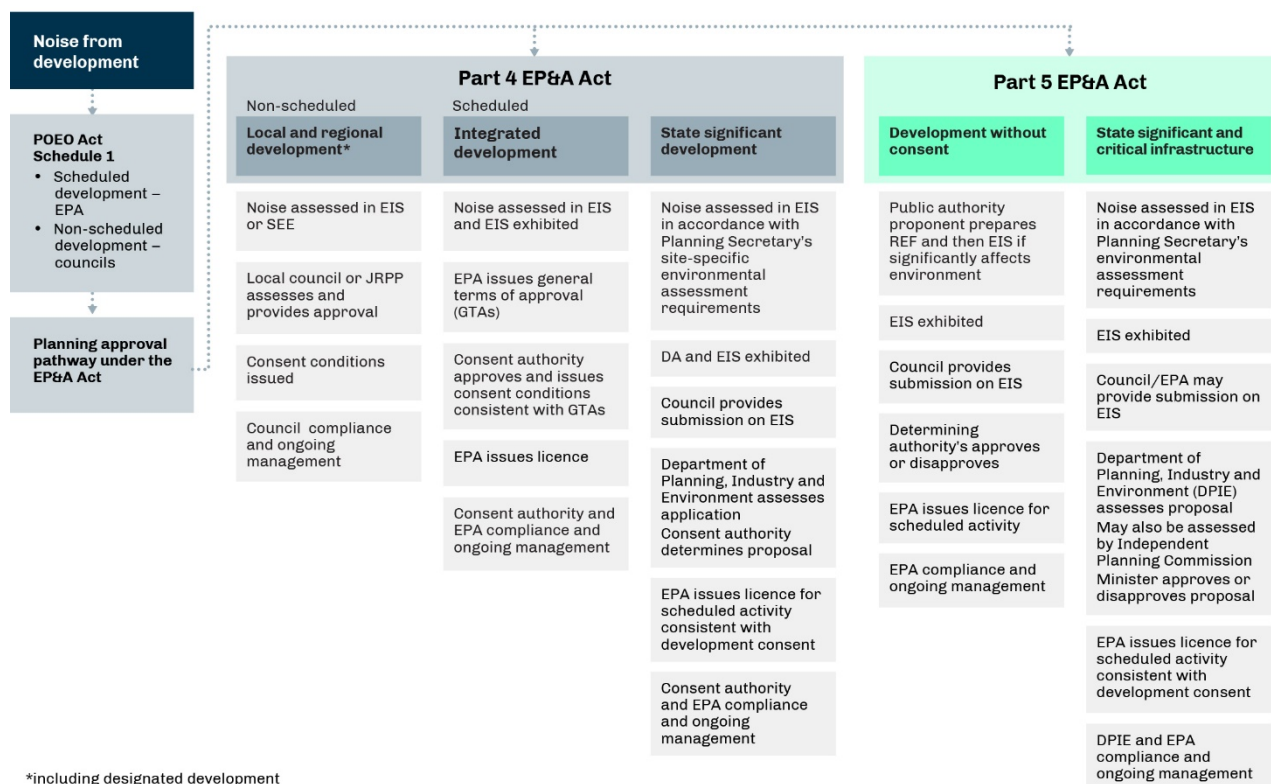 Noise from
development
POEO Act
Schedule 1
• Scheduled
development –
EPA
• Non-scheduled
development –
councils
Planning approval
pathway under the
EP&A Act
Part 4 EP&A Act
Non-scheduled
Local and regional
development*
Noise assessed in EIS
or SEE
Local council or JRPP
assesses and
provides approval
Consent conditions
issued
Council compliance
and ongoing
management
Scheduled
Integrated
development
Noise assessed in EIS
and EIS exhibited
EPA issues general
terms of approval
(GTAs)
Consent authority
approves and issues
consent conditions
consistent with GTAs
EPA issues licence
Consent authority and
EPA compliance and
ongoing management
State significant
development
Noise assessed in EIS
in accordance with
Planning Secretary's
site-specific
environmental
assessment
requirements
DA and EIS exhibited
Council provides
submission on EIS
Department of
Planning, Industry and
Environment assesses
application
Consent authority
determines proposal
EPA issues licence for
scheduled activity
consistent with
development consent
Consent authority
and EPA compliance
and ongoing
management
Part 5 EP&A Act
Development without
consent
Public authority
proponent prepares
REF and then EIS if
significantly affects
environment
EIS exhibited
Council provides
submission on EIS
Determining
authority's approves
or disapproves
EPA issues licence for
scheduled activity
EPA compliance and
ongoing management
State significant and
critical infrastructure
Noise assessed in EIS
in accordance with
Planning Secretary's
environmental
assessment
requirements
EIS exhibited
Council/EPA may
provide submission on
EIS
Department of
Planning, Industry and
Environment (DPIE)
assesses proposal
May also be assessed
by Independent
Planning Commission
Minister approves or
disapproves proposal
EPA issues licence for
scheduled activity
consistent with
development consent
DPIE and EPA
compliance and
ongoing management
*including designated development